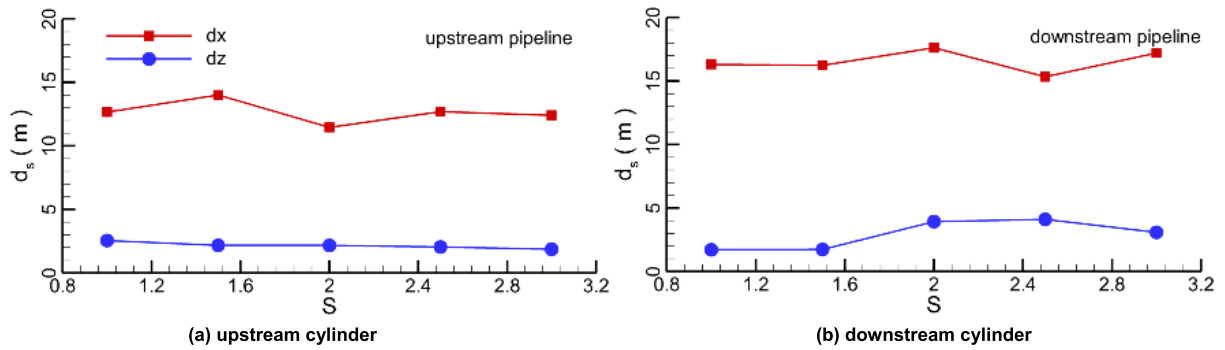 dx
dz
upstream pipeline
d_s ( m )
20
15
10
5
0
0.8
1.2
1.6
2
2.4
2.8
3.2
S
(a) upstream cylinder
downstream pipeline
d_s ( m )
20
15
10
5
0
0.8
1.2
1.6
2
2.4
2.8
3.2
S
(b) downstream cylinder